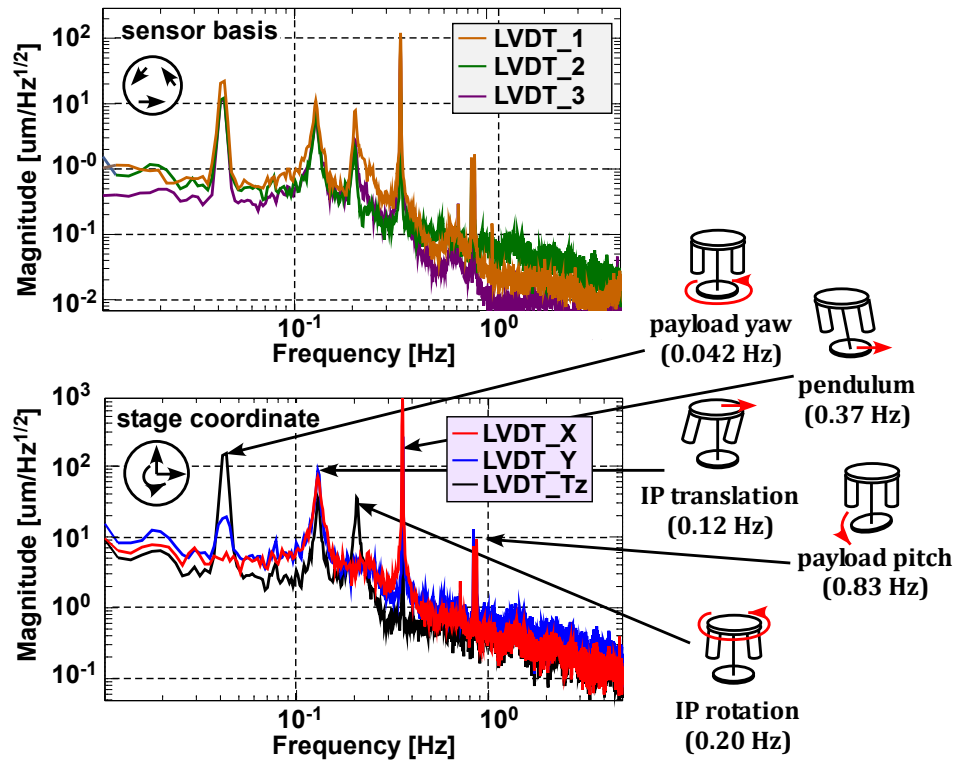 sensor basis
LVDT_1
LVDT_2
LVDT_3
Magnitude [um/Hz^1/2]
10^2
10^1
10^-0
10^-1
10^-2
10^-1
10^0
Frequency [Hz]
stage coordinate
LVDT_X
LVDT_Y
LVDT_Tz
Magnitude [um/Hz^1/2]
10^3
10^2
10^1
10^0
10^-1
10^-1
10^0
Frequency [Hz]
payload yaw
(0.042 Hz)
pendulum
(0.37 Hz)
IP translation
(0.12 Hz)
payload pitch
(0.83 Hz)
IP rotation
(0.20 Hz)